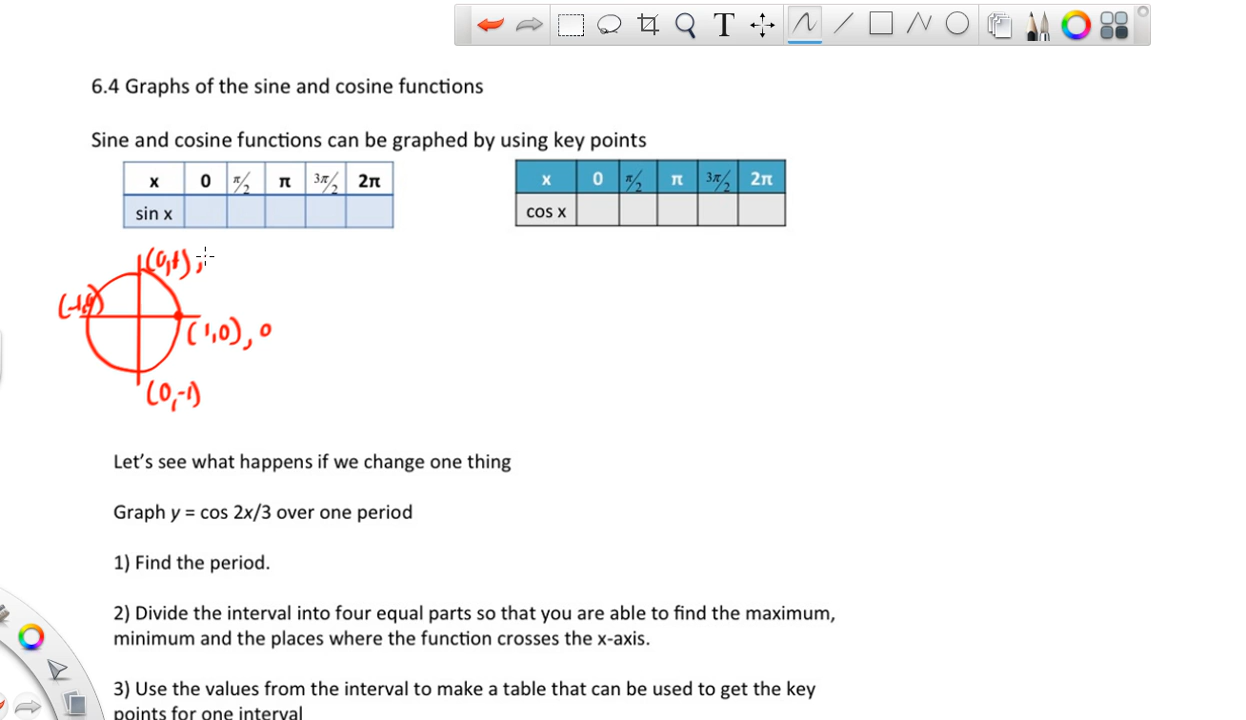 T
6.4 Graphs of the sine and cosine functions
Sine and cosine functions can be graphed by using key points
x 0 π/2 π 3π/2 2π
sin x
x 0 π/2 π 3π/2 2π
cos x
(0,1),
(-1,0)
(1,0), 0
(0,-1)
Let’s see what happens if we change one thing
Graph y = cos 2x/3 over one period
1) Find the period.
2) Divide the interval into four equal parts so that you are able to find the maximum,
minimum and the places where the function crosses the x-axis.
3) Use the values from the interval to make a table that can be used to get the key
points for one interval